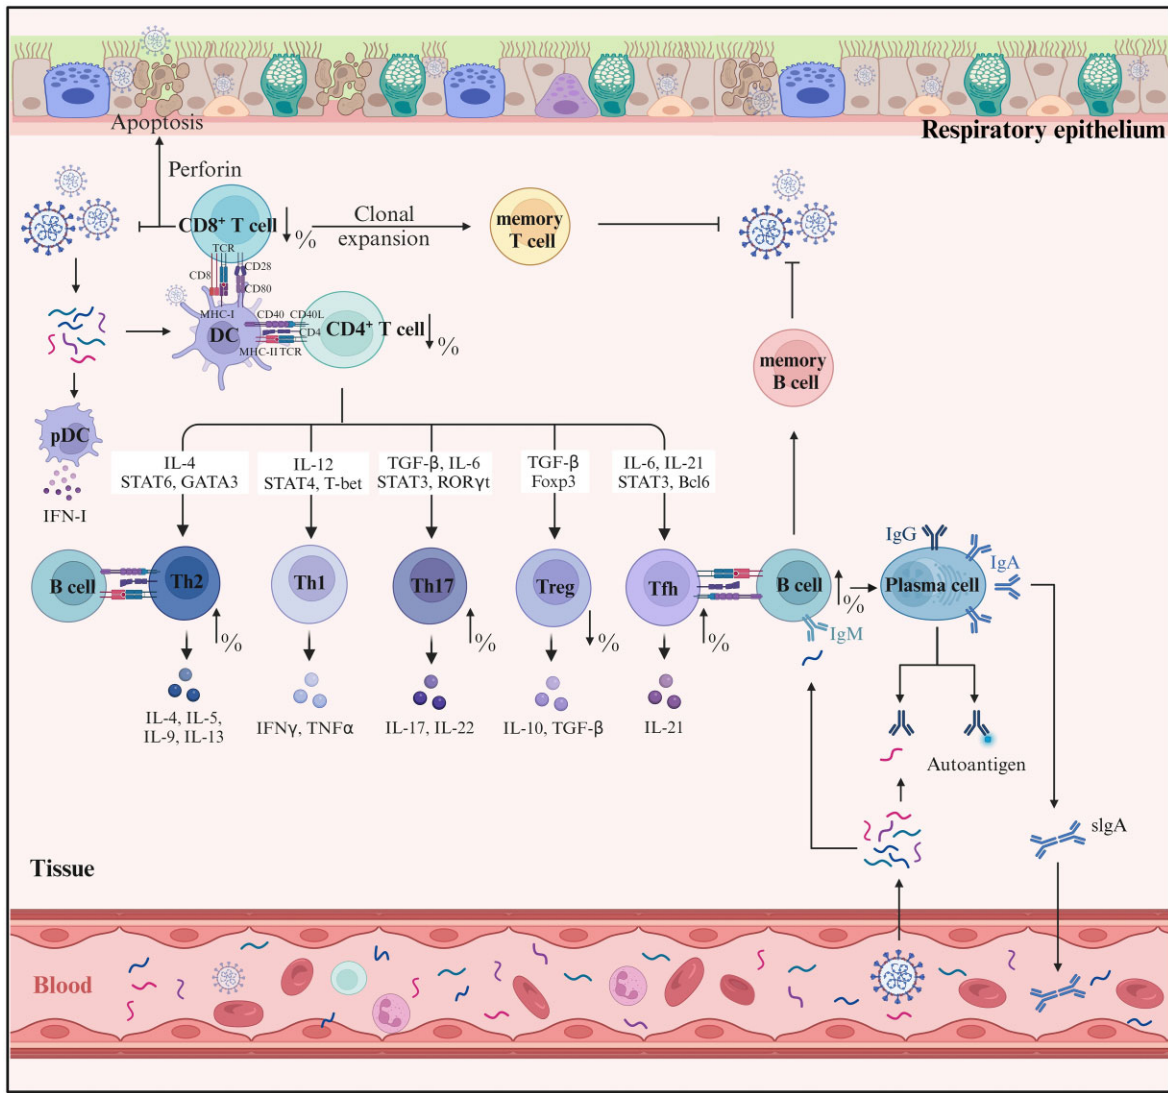 Apoptosis
Respiratory epithelium
Perforin
CD8⁺ T cell
%
Clonal
expansion
memory
T cell
TCR
CD8
CD28
CD80
MHC-I
DC
CD40
CD40L
CD4
MHC-II
TCR
CD4⁺ T cell
%
memory
B cell
pDC
IFN-I
IL-4
STAT6, GATA3
IL-12
STAT4, T-bet
TGF-β, IL-6
STAT3, RORγt
TGF-β
Foxp3
IL-6, IL-21
STAT3, Bcl6
B cell
Th2
%
Th1
Th17
%
Treg
%
Tfh
%
B cell
%
IgM
IgG
IgA
Plasma cell
IL-4, IL-5,
IL-9, IL-13
IFNγ, TNFα
IL-17, IL-22
IL-10, TGF-β
IL-21
Autoantigen
sIgA
Tissue
Blood